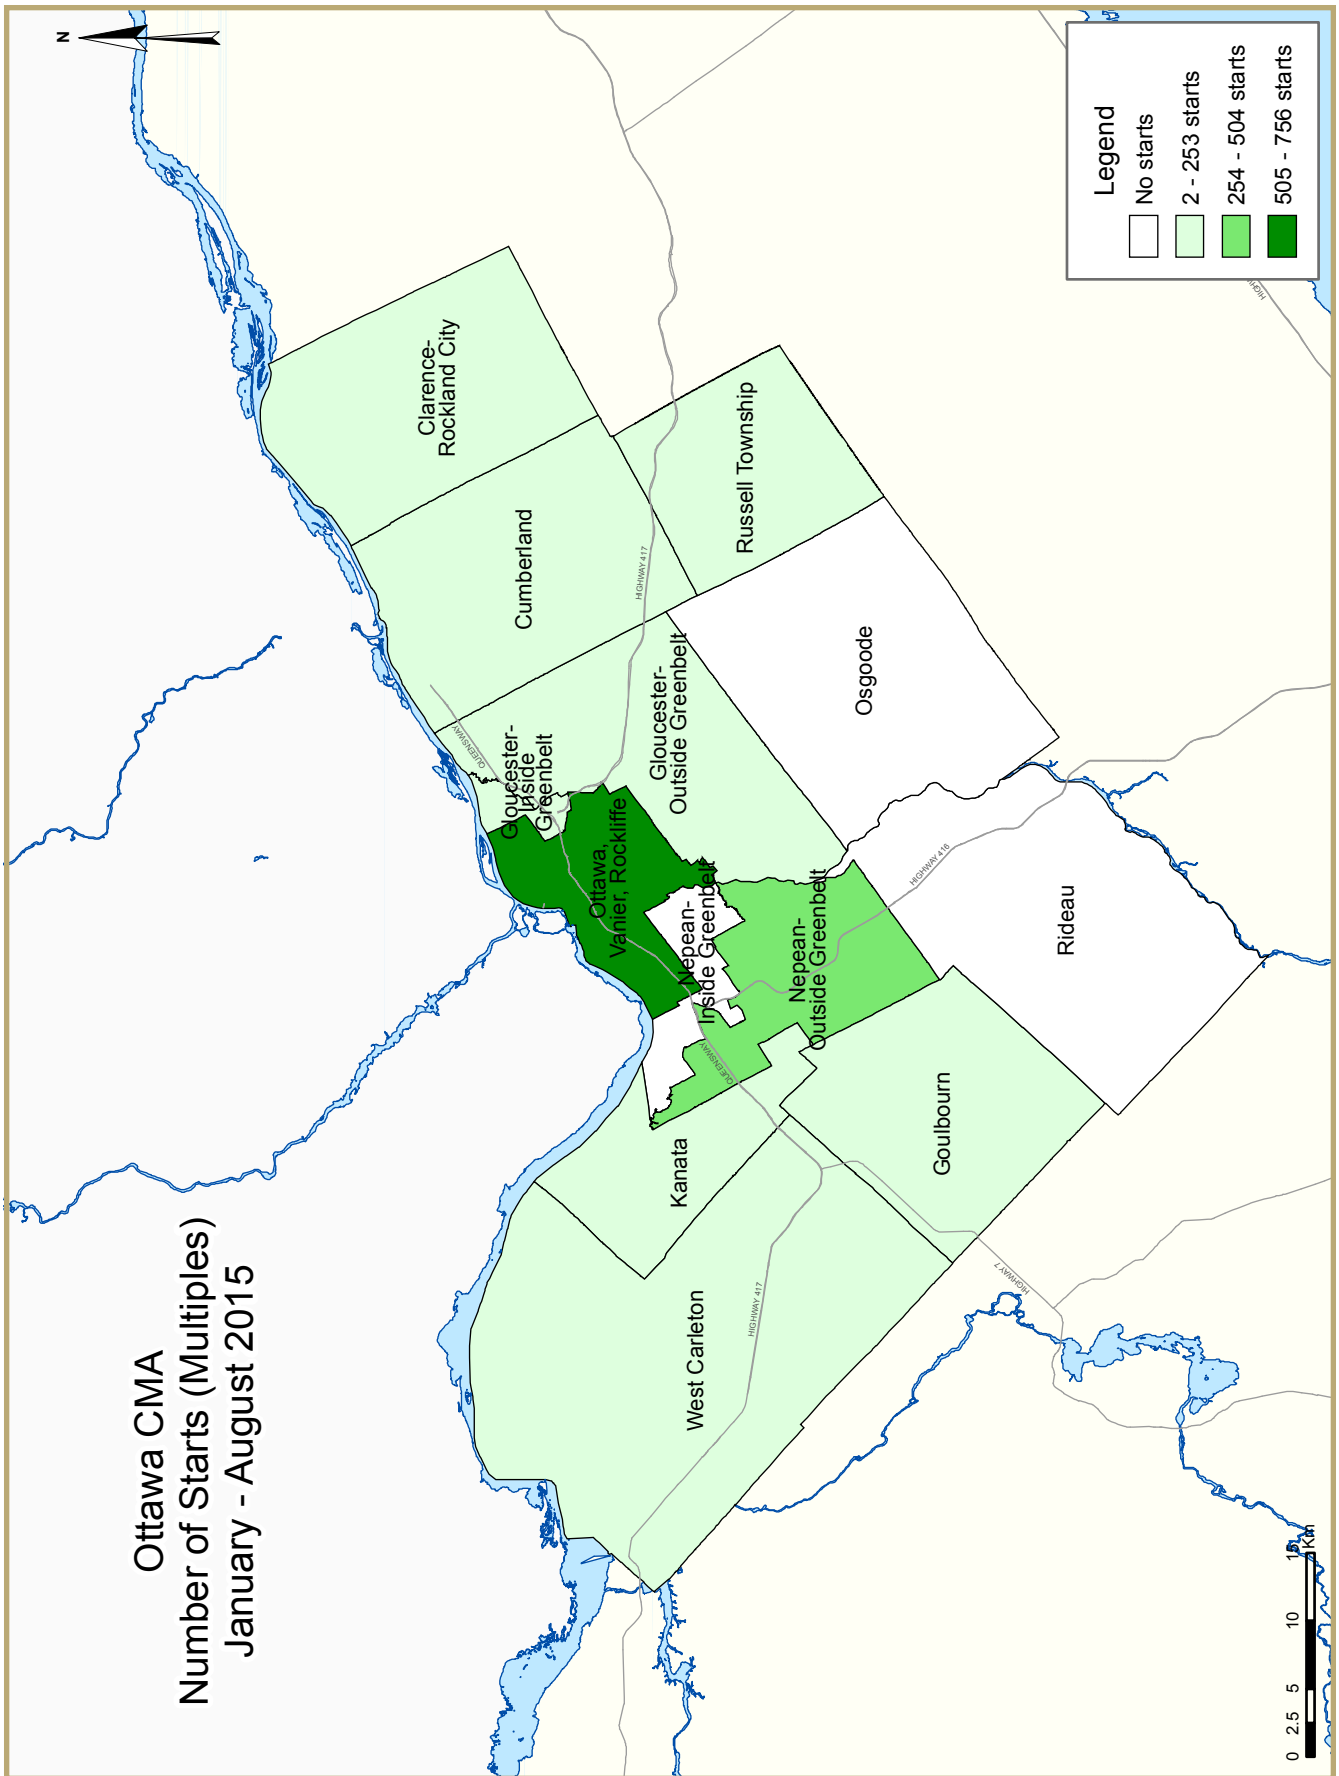 Ottawa CMA
Number of Starts (Multiples)
January - August 2015
N
Clarence-
Rockland City
Cumberland
Russell Township
HIGHWAY 417
QUEENSWAY
Gloucester-
Inside
Greenbelt
Gloucester-
Outside Greenbelt
Osgoode
Ottawa,
Vanier, Rockliffe
Nepean-
Inside Greenbelt
Nepean-
Outside Greenbelt
HIGHWAY 416
Rideau
QUEENSWAY
Kanata
Goulbourn
West Carleton
HIGHWAY 417
HIGHWAY 7
Legend
No starts
2 - 253 starts
254 - 504 starts
505 - 756 starts
0 2.5 5 10 15
Km